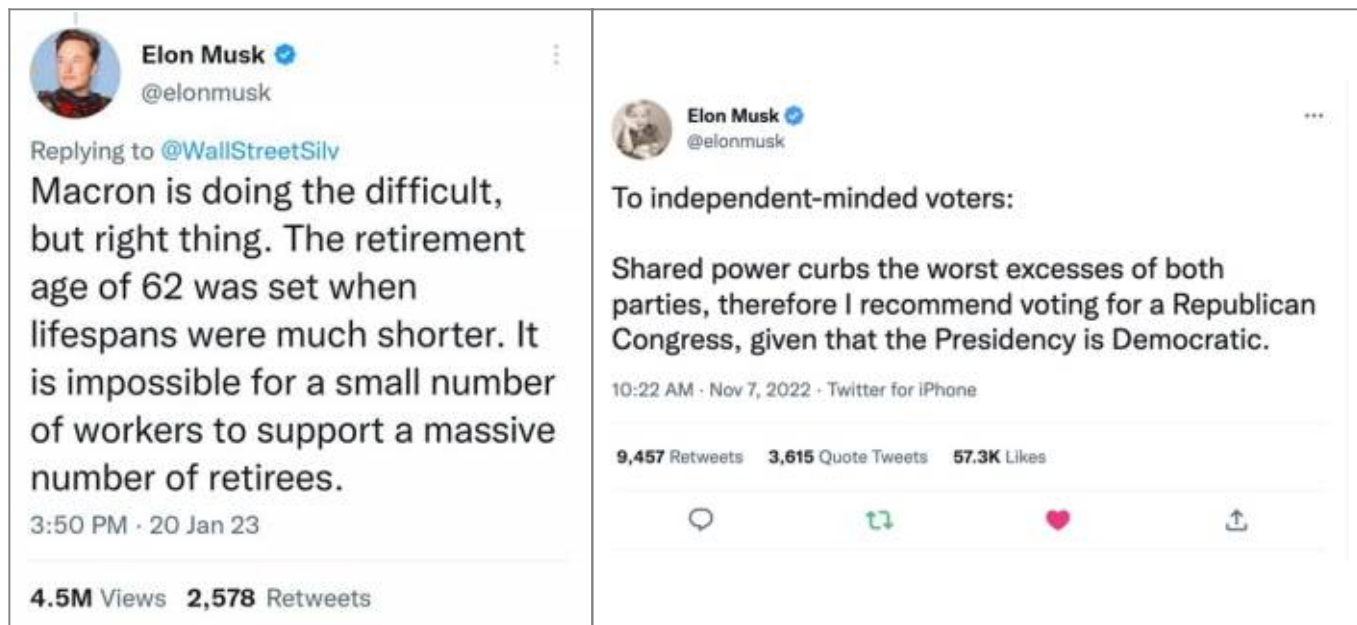 Elon Musk
@elonmusk
Replying to @WallStreetSilv
Macron is doing the difficult,
but right thing. The retirement
age of 62 was set when
lifespans were much shorter. It
is impossible for a small number
of workers to support a massive
number of retirees.
3:50 PM · 20 Jan 23
4.5M Views 2,578 Retweets
Elon Musk
@elonmusk
To independent-minded voters:
Shared power curbs the worst excesses of both
parties, therefore I recommend voting for a Republican
Congress, given that the Presidency is Democratic.
10:22 AM · Nov 7, 2022 · Twitter for iPhone
9,457 Retweets 3,615 Quote Tweets 57.3K Likes